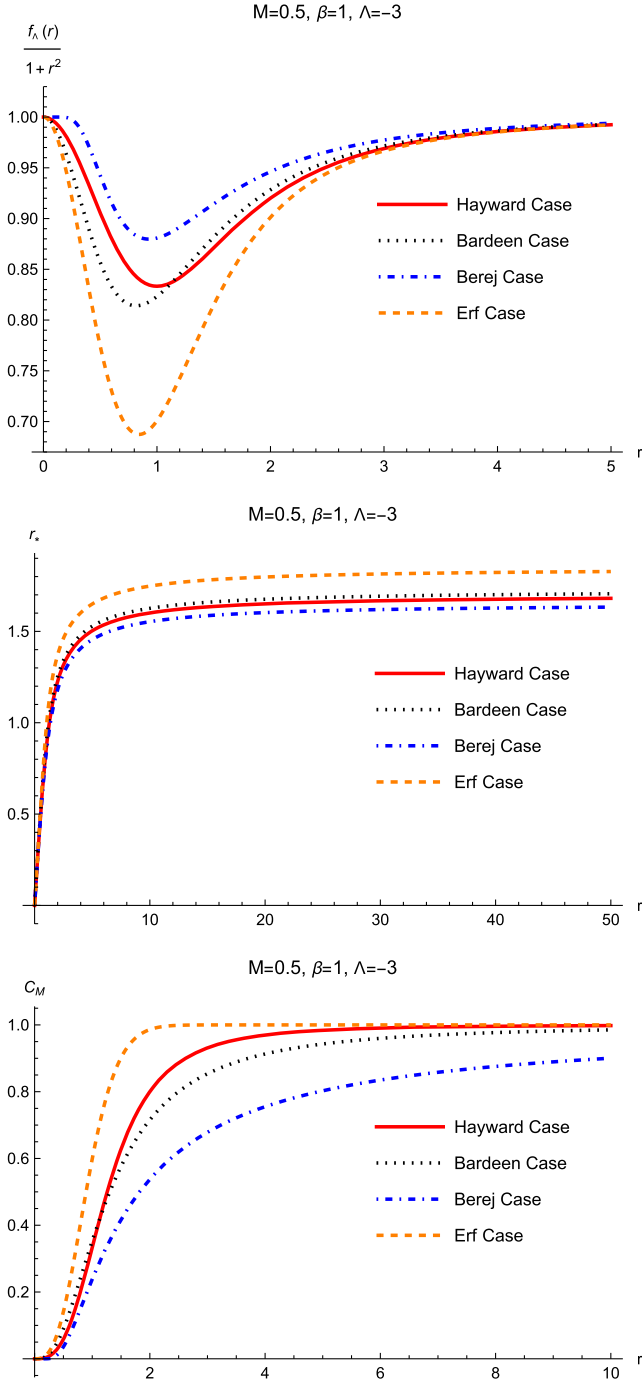 M=0.5, β=1, Λ=−3
f_Λ(r)
1+r²
1.00
0.95
0.90
0.85
0.80
0.75
0.70
Hayward Case
Bardeen Case
Berej Case
Erf Case
0 1 2 3 4 5 r
M=0.5, β=1, Λ=−3
r_*
1.5
1.0
0.5
Hayward Case
Bardeen Case
Berej Case
Erf Case
10 20 30 40 50 r
M=0.5, β=1, Λ=−3
C_M
1.0
0.8
0.6
0.4
0.2
Hayward Case
Bardeen Case
Berej Case
Erf Case
2 4 6 8 10 r